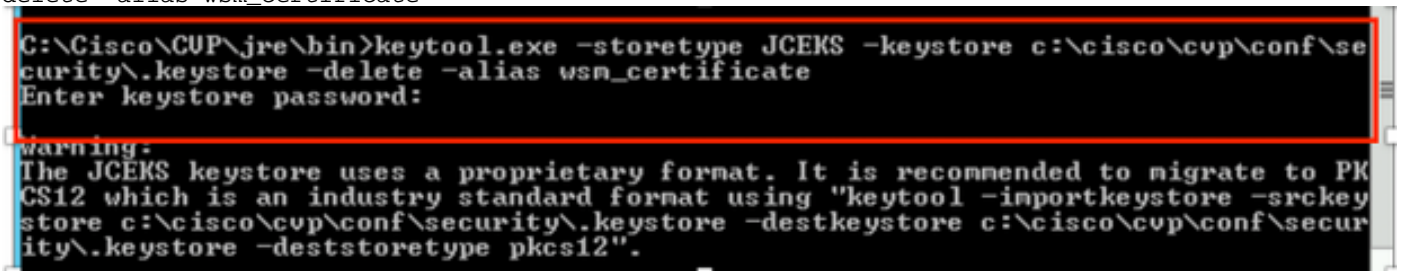 delete -alias wsm_certificate
C:\Cisco\CVP\jre\bin>keytool.exe -storetype JCEKS -keystore c:\cisco\cvp\conf\se
curity\.keystore -delete -alias wsm_certificate
Enter keystore password:
Warning:
The JCEKS keystore uses a proprietary format. It is recommended to migrate to PK
CS12 which is an industry standard format using "keytool -importkeystore -srckey
store c:\cisco\cvp\conf\security\.keystore -destkeystore c:\cisco\cvp\conf\secur
ity\.keystore -deststoretype pkcs12".